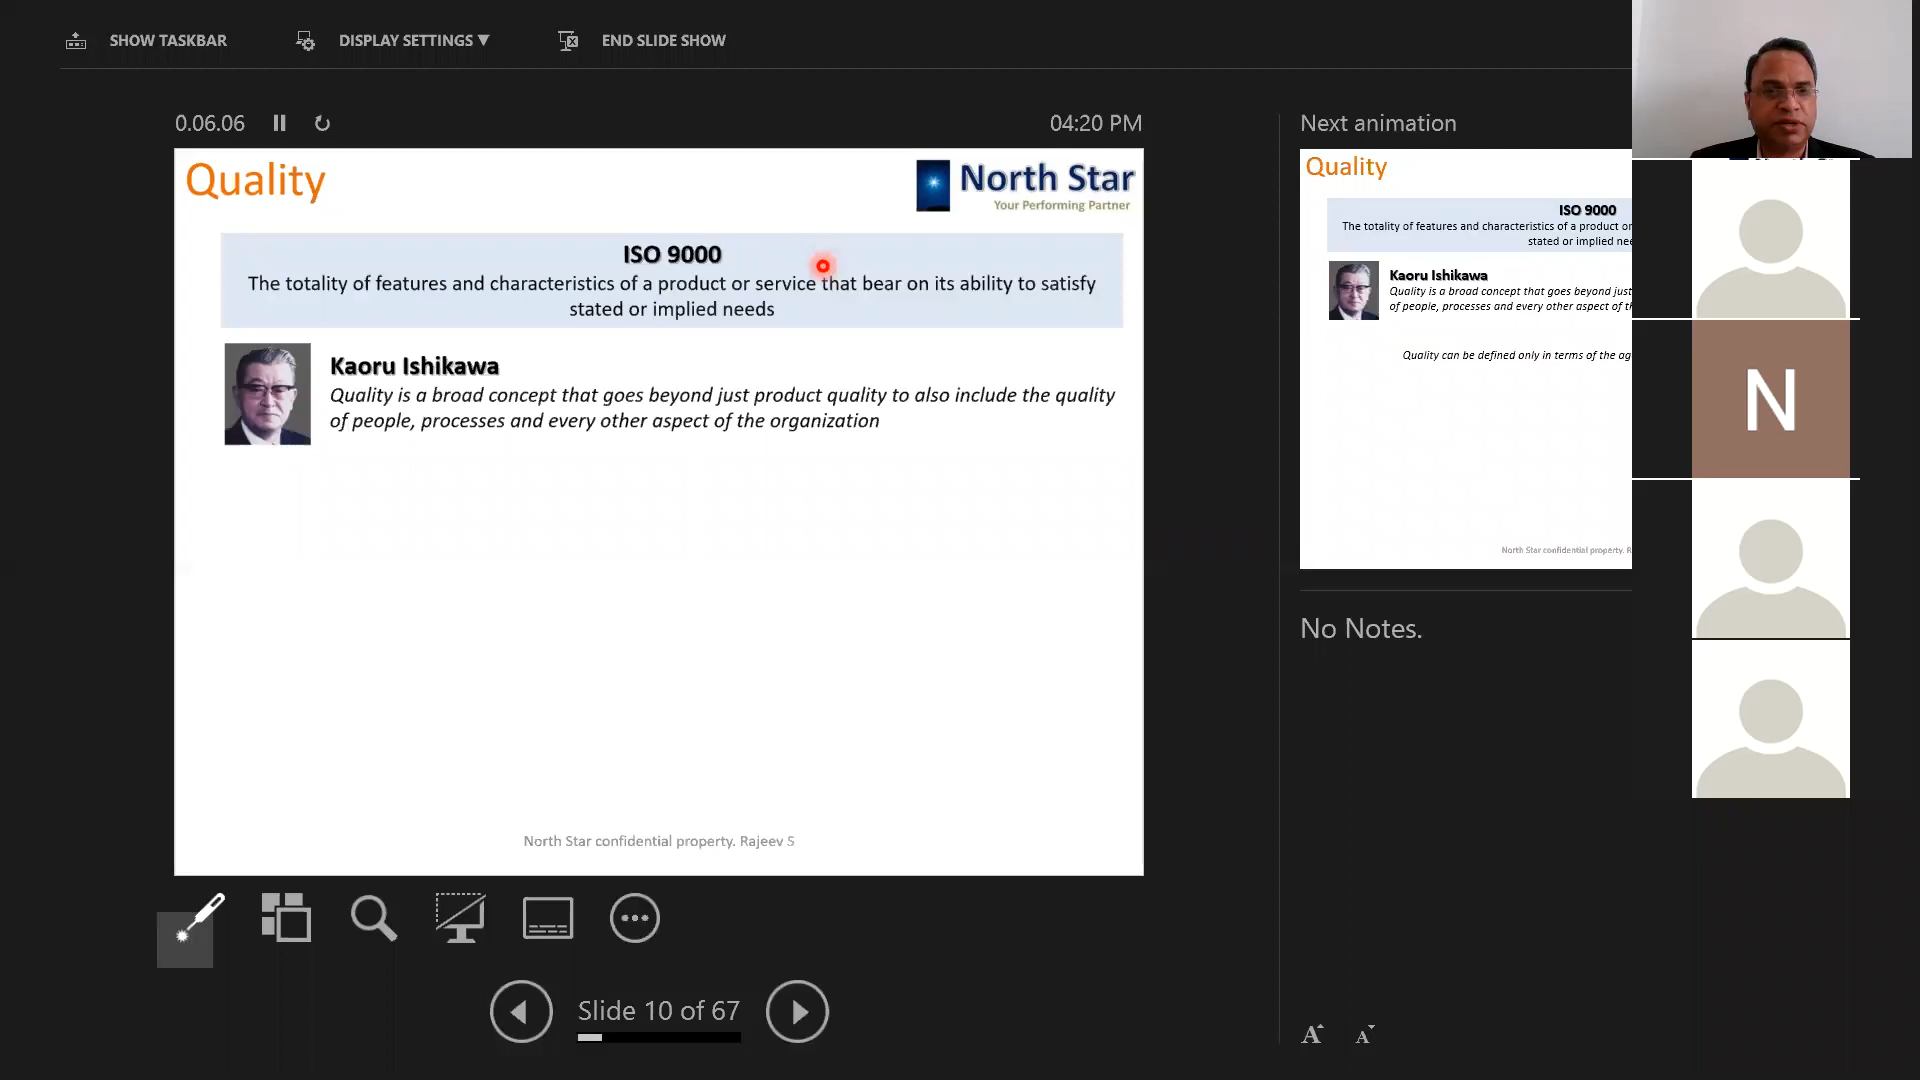 SHOW TASKBAR
DISPLAY SETTINGS ▼
END SLIDE SHOW
0.06.06
04:20 PM
Quality
North Star
Your Performing Partner
ISO 9000
The totality of features and characteristics of a product or service that bear on its ability to satisfy
stated or implied needs
Kaoru Ishikawa
Quality is a broad concept that goes beyond just product quality to also include the quality
of people, processes and every other aspect of the organization
North Star confidential property. Rajeev S
Slide 10 of 67
Next animation
Quality
ISO 9000
The totality of features and characteristics of a product or
stated or implied
Kaoru Ishikawa
Quality is a broad concept that goes beyond just
of people, processes and every other aspect of
Quality can be defined only in terms of the
North Star confidential property.
No Notes.
A A
N